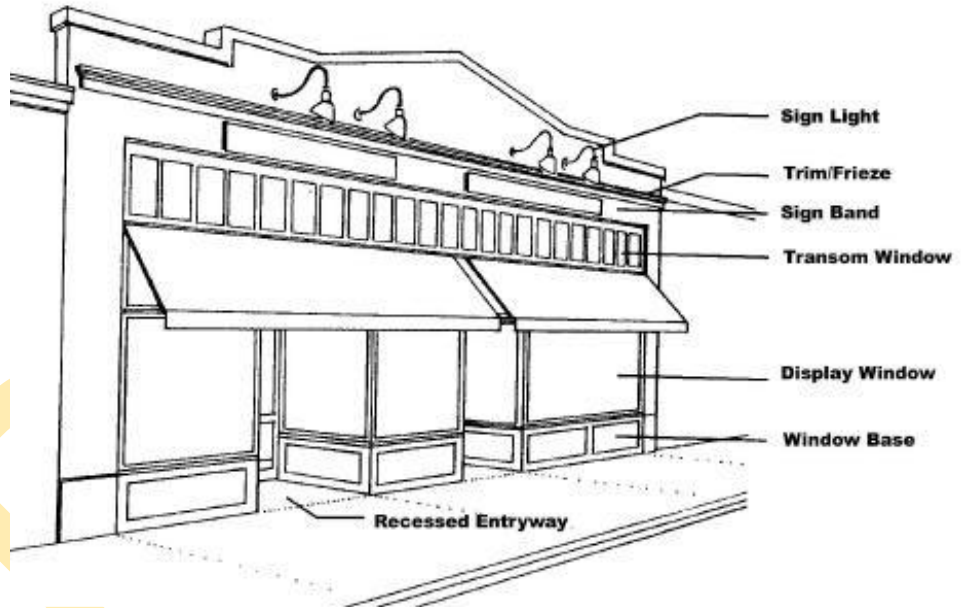 Sign Light
Trim/Frieze
Sign Band
Transom Window
Display Window
Window Base
Recessed Entryway